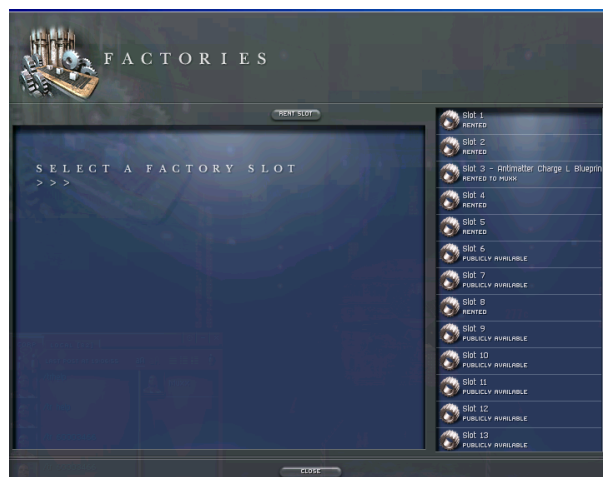 FACTORIES
RENT SLOT
SELECT A FACTORY SLOT
>>>
Slot 1
RENTED
Slot 2
RENTED
Slot 3 - Antimatter Charge L Blueprin
RENTED TO MUXX
Slot 4
RENTED
Slot 5
RENTED
Slot 6
PUBLICLY AVAILABLE
Slot 7
PUBLICLY AVAILABLE
Slot 8
RENTED
Slot 9
PUBLICLY AVAILABLE
Slot 10
PUBLICLY AVAILABLE
Slot 11
PUBLICLY AVAILABLE
Slot 12
PUBLICLY AVAILABLE
Slot 13
PUBLICLY AVAILABLE
CLOSE